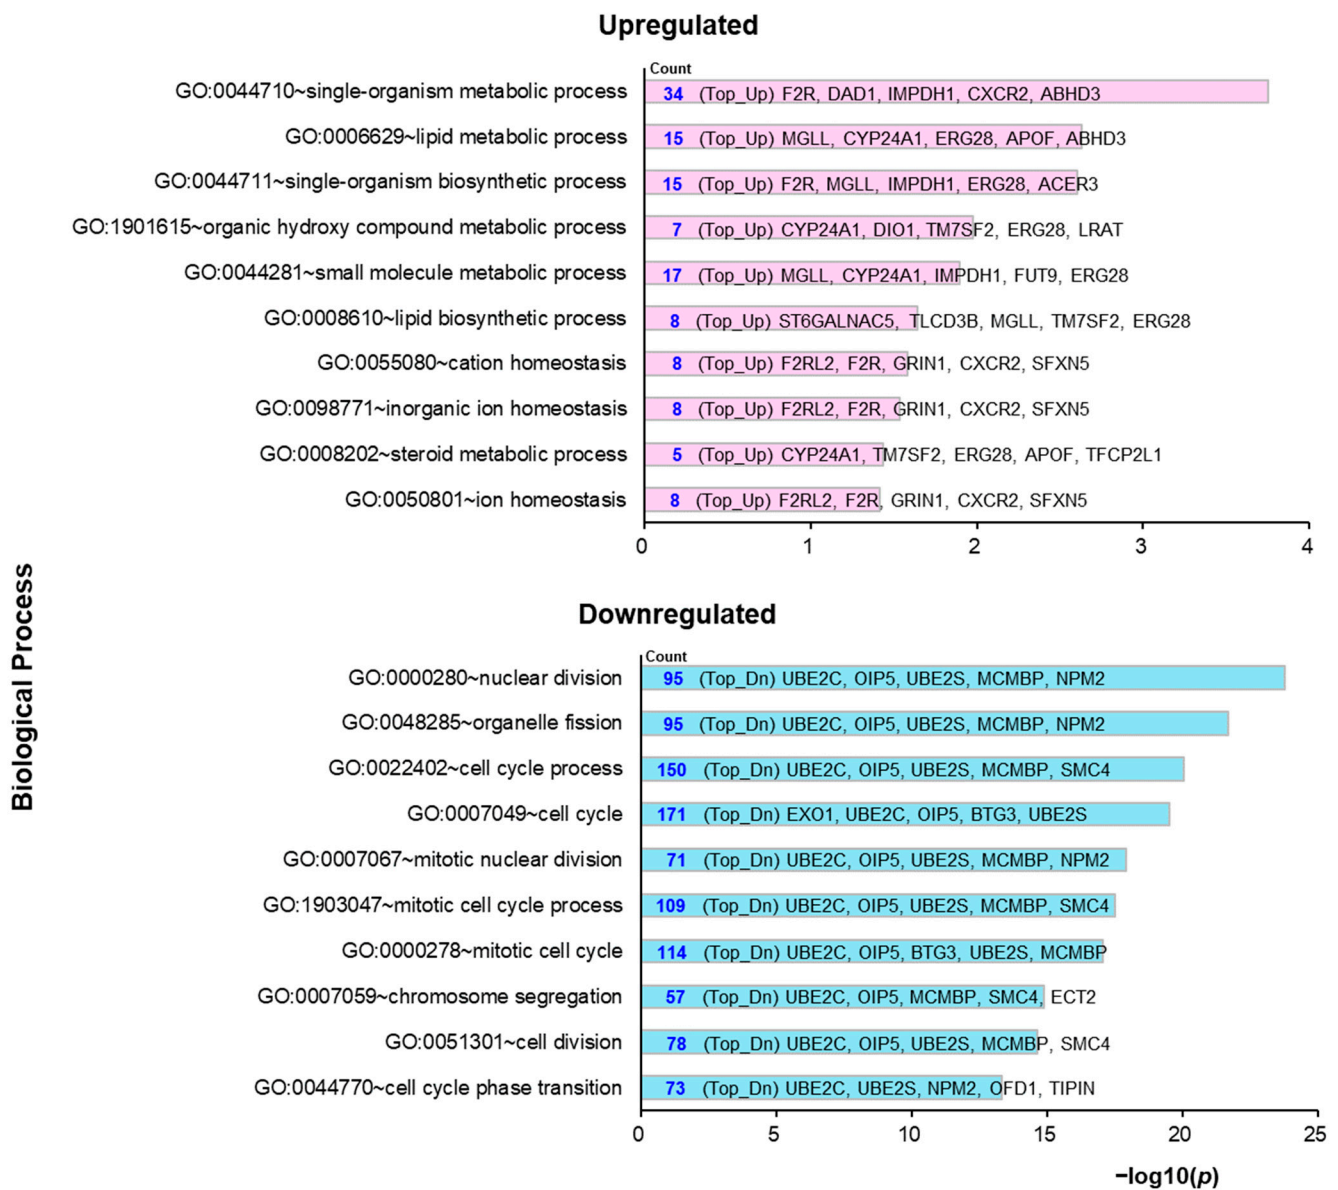 Upregulated
Count
GO:0044710~single-organism metabolic process 34 (Top_Up) F2R, DAD1, IMPDH1, CXCR2, ABHD3
GO:0006629~lipid metabolic process 15 (Top_Up) MGLL, CYP24A1, ERG28, APOF, ABHD3
GO:0044711~single-organism biosynthetic process 15 (Top_Up) F2R, MGLL, IMPDH1, ERG28, ACER3
GO:1901615~organic hydroxy compound metabolic process 7 (Top_Up) CYP24A1, DIO1, TM7SF2, ERG28, LRAT
GO:0044281~small molecule metabolic process 17 (Top_Up) MGLL, CYP24A1, IMPDH1, FUT9, ERG28
GO:0008610~lipid biosynthetic process 8 (Top_Up) ST6GALNAC5, TLCD3B, MGLL, TM7SF2, ERG28
GO:0055080~cation homeostasis 8 (Top_Up) F2RL2, F2R, GRIN1, CXCR2, SFXN5
GO:0098771~inorganic ion homeostasis 8 (Top_Up) F2RL2, F2R, GRIN1, CXCR2, SFXN5
GO:0008202~steroid metabolic process 5 (Top_Up) CYP24A1, TM7SF2, ERG28, APOF, TFCP2L1
GO:0050801~ion homeostasis 8 (Top_Up) F2RL2, F2R, GRIN1, CXCR2, SFXN5
0 1 2 3 4
Biological Process
Downregulated
Count
GO:0000280~nuclear division 95 (Top_Dn) UBE2C, OIP5, UBE2S, MCMBP, NPM2
GO:0048285~organelle fission 95 (Top_Dn) UBE2C, OIP5, UBE2S, MCMBP, NPM2
GO:0022402~cell cycle process 150 (Top_Dn) UBE2C, OIP5, UBE2S, MCMBP, SMC4
GO:0007049~cell cycle 171 (Top_Dn) EXO1, UBE2C, OIP5, BTG3, UBE2S
GO:0007067~mitotic nuclear division 71 (Top_Dn) UBE2C, OIP5, UBE2S, MCMBP, NPM2
GO:1903047~mitotic cell cycle process 109 (Top_Dn) UBE2C, OIP5, UBE2S, MCMBP, SMC4
GO:0000278~mitotic cell cycle 114 (Top_Dn) UBE2C, OIP5, BTG3, UBE2S, MCMBP
GO:0007059~chromosome segregation 57 (Top_Dn) UBE2C, OIP5, MCMBP, SMC4, ECT2
GO:0051301~cell division 78 (Top_Dn) UBE2C, OIP5, UBE2S, MCMBP, SMC4
GO:0044770~cell cycle phase transition 73 (Top_Dn) UBE2C, UBE2S, NPM2, OFD1, TIPIN
0 5 10 15 20 25
−log10(p)